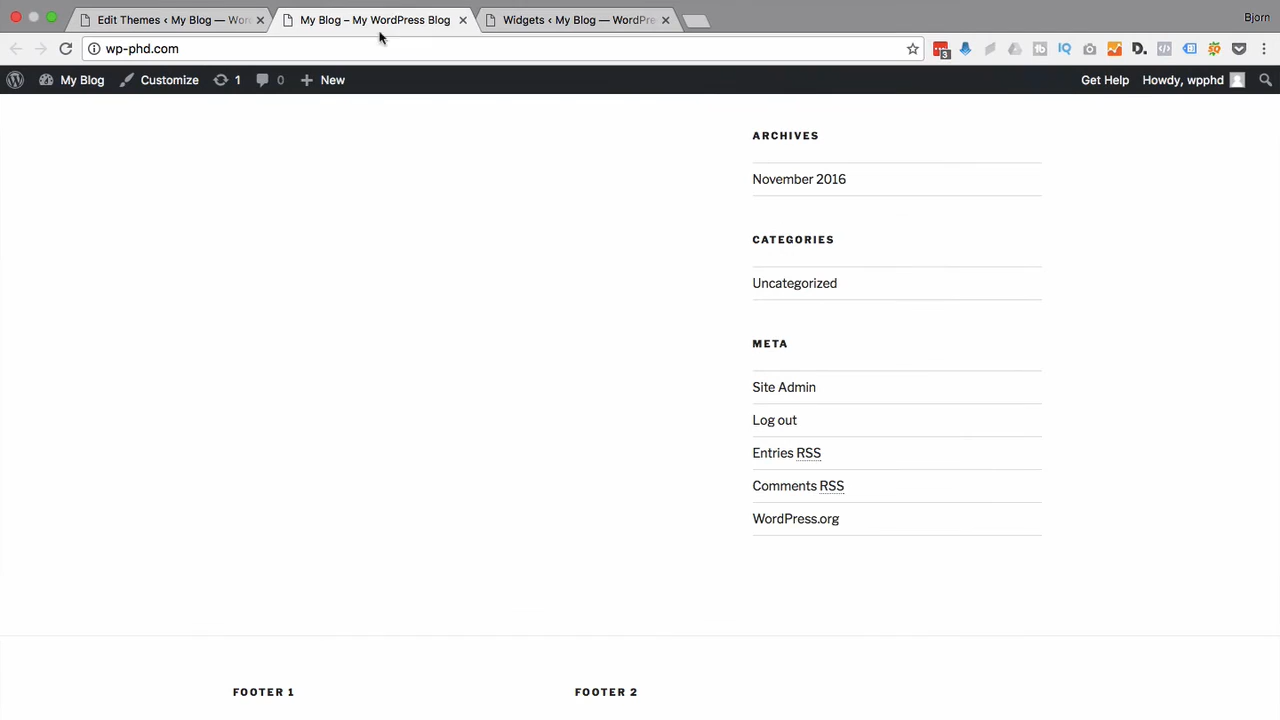 Edit Themes ‹ My Blog — Wor
My Blog – My WordPress Blog
Widgets ‹ My Blog — WordPre
Bjorn
wp-phd.com
3
My Blog
Customize
1
0
New
Get Help
Howdy, wpphd
ARCHIVES
November 2016
CATEGORIES
Uncategorized
META
Site Admin
Log out
Entries RSS
Comments RSS
WordPress.org
FOOTER 1
FOOTER 2